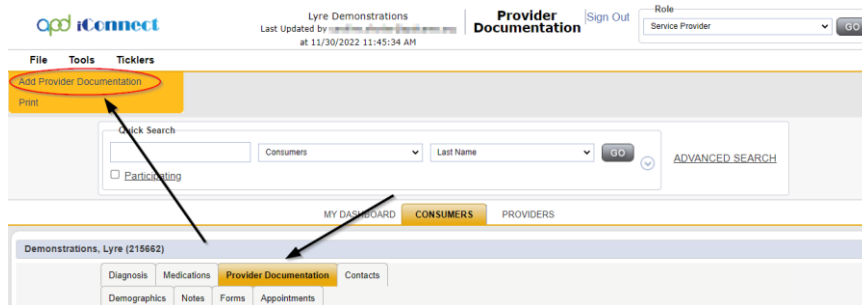 apd iConnect
Lyre Demonstrations
Last Updated by
at 11/30/2022 11:45:34 AM
Provider
Documentation
Sign Out
Role
Service Provider
GO
File Tools Ticklers
Add Provider Documentation
Print
Quick Search
Consumers
Last Name
GO
ADVANCED SEARCH
Participating
MY DASHBOARD CONSUMERS PROVIDERS
Demonstrations, Lyre (215662)
Diagnosis Medications Provider Documentation Contacts
Demographics Notes Forms Appointments